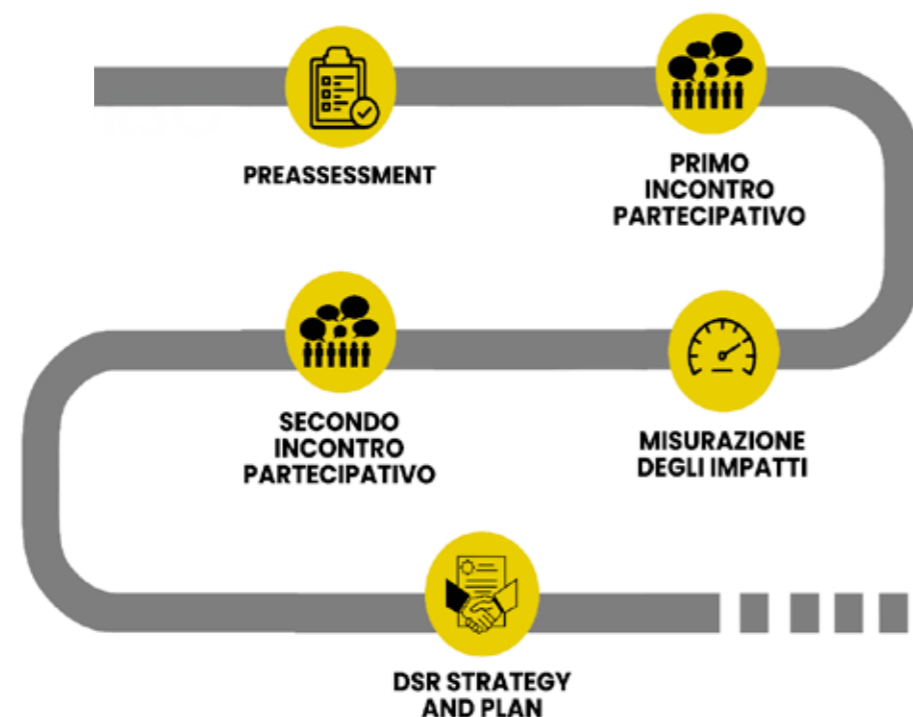 PREASSESSMENT
PRIMO
INCONTRO
PARTECIPATIVO
MISURAZIONE
DEGLI IMPATTI
SECONDO
INCONTRO
PARTECIPATIVO
DSR STRATEGY
AND PLAN